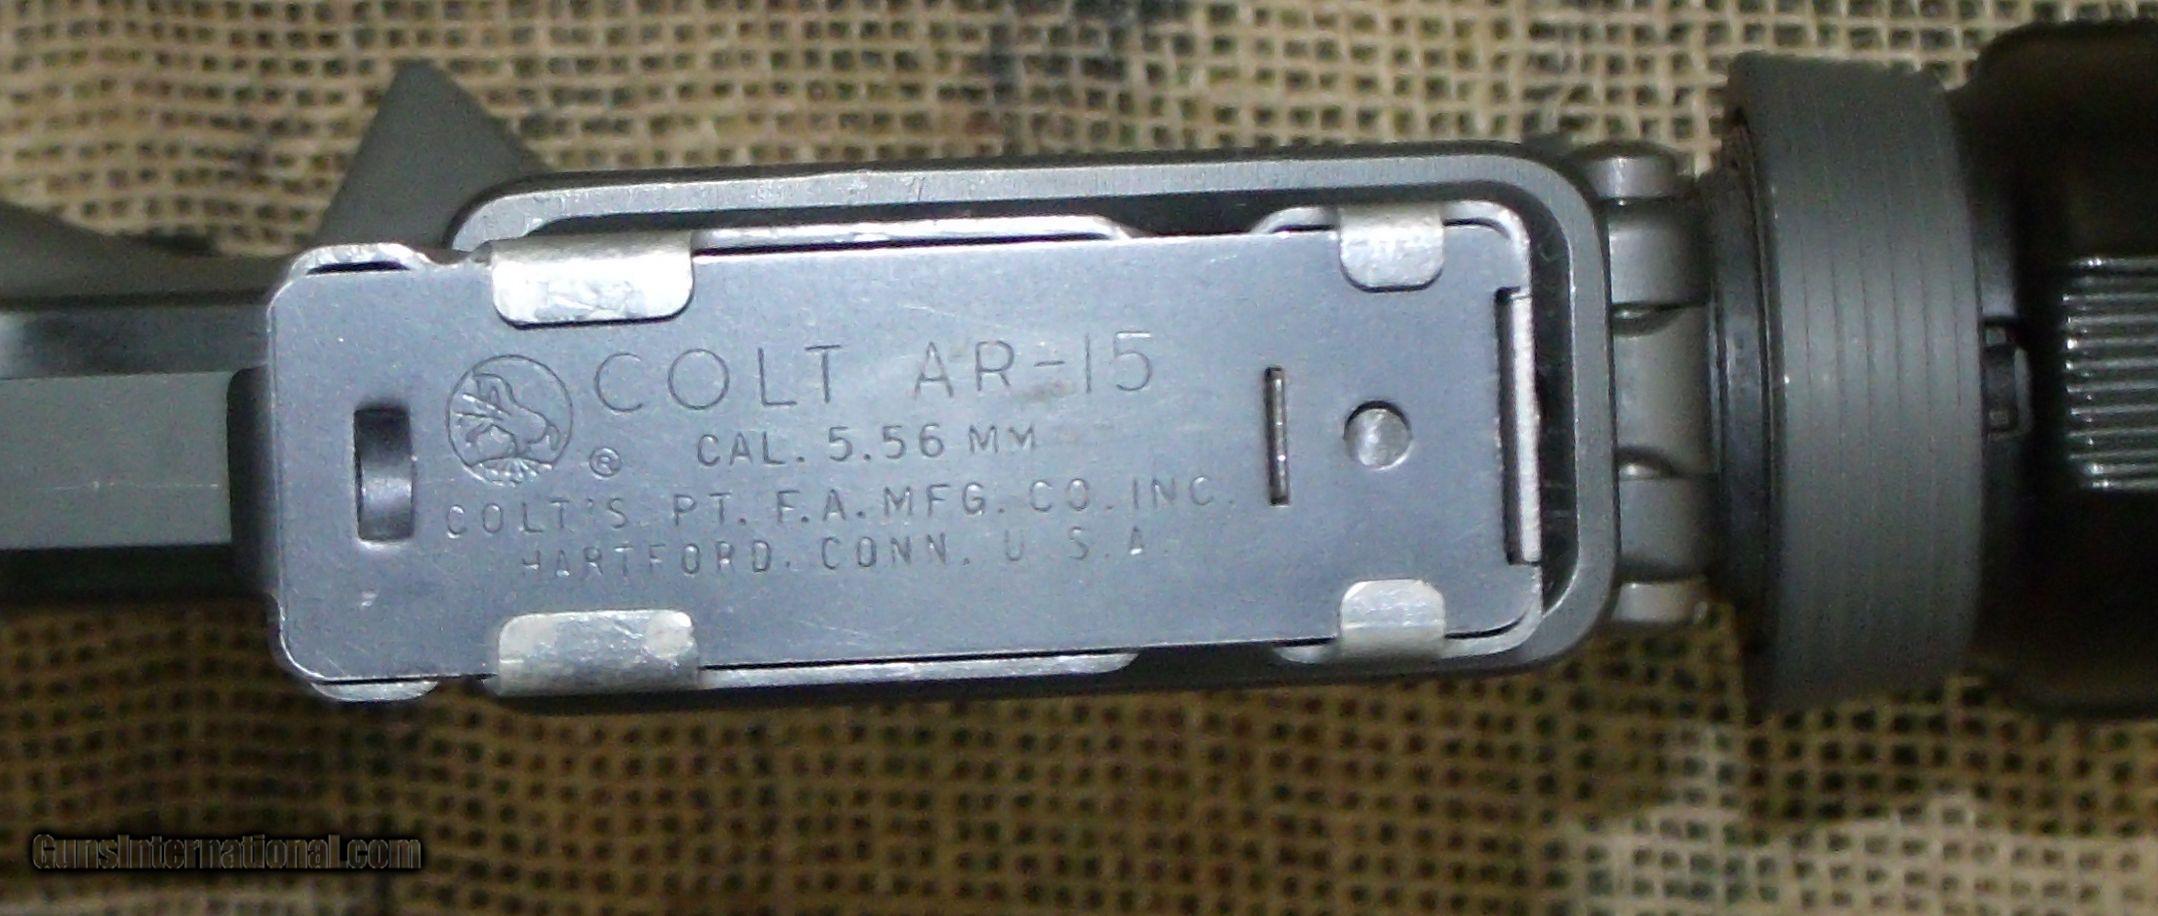 COLT AR-15
®
CAL. 5.56 MM
COLT'S PT. F.A. MFG. CO. INC.
HARTFORD. CONN. U.S.A.
GunsInternational.com